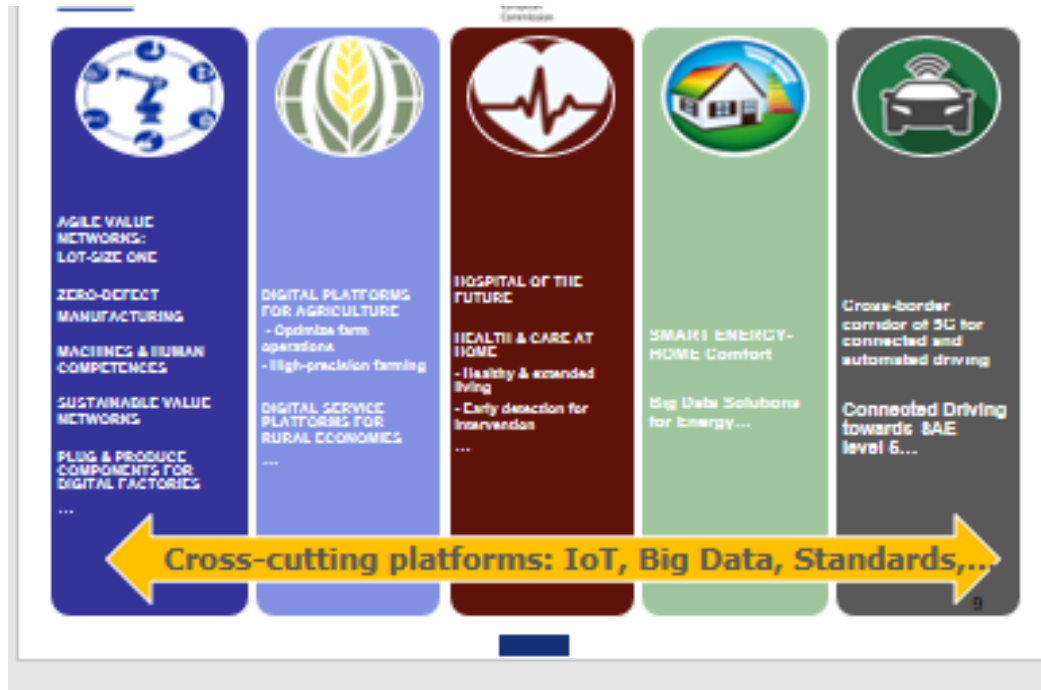 European
Commission
AGILE VALUE
NETWORKS:
LOT-SIZE ONE
ZERO-DEFECT
MANUFACTURING
MACHINES & HUMAN
COMPETENCES
SUSTAINABLE VALUE
NETWORKS
PLUG & PRODUCE
COMPONENTS FOR
DIGITAL FACTORIES
...
DIGITAL PLATFORMS
FOR AGRICULTURE
- Optimize farm
operations
- High-precision farming
DIGITAL SERVICE
PLATFORMS FOR
RURAL ECONOMIES
...
HOSPITAL OF THE
FUTURE
HEALTH & CARE AT
HOME
- Healthy & extended
living
- Early detection for
intervention
...
SMART ENERGY-
HOME Comfort
Big Data Solutions
for Energy...
Cross-border
corridor of 5G for
connected and
automated driving
Connected Driving
towards SAE
level 5...
Cross-cutting platforms: IoT, Big Data, Standards,...
9